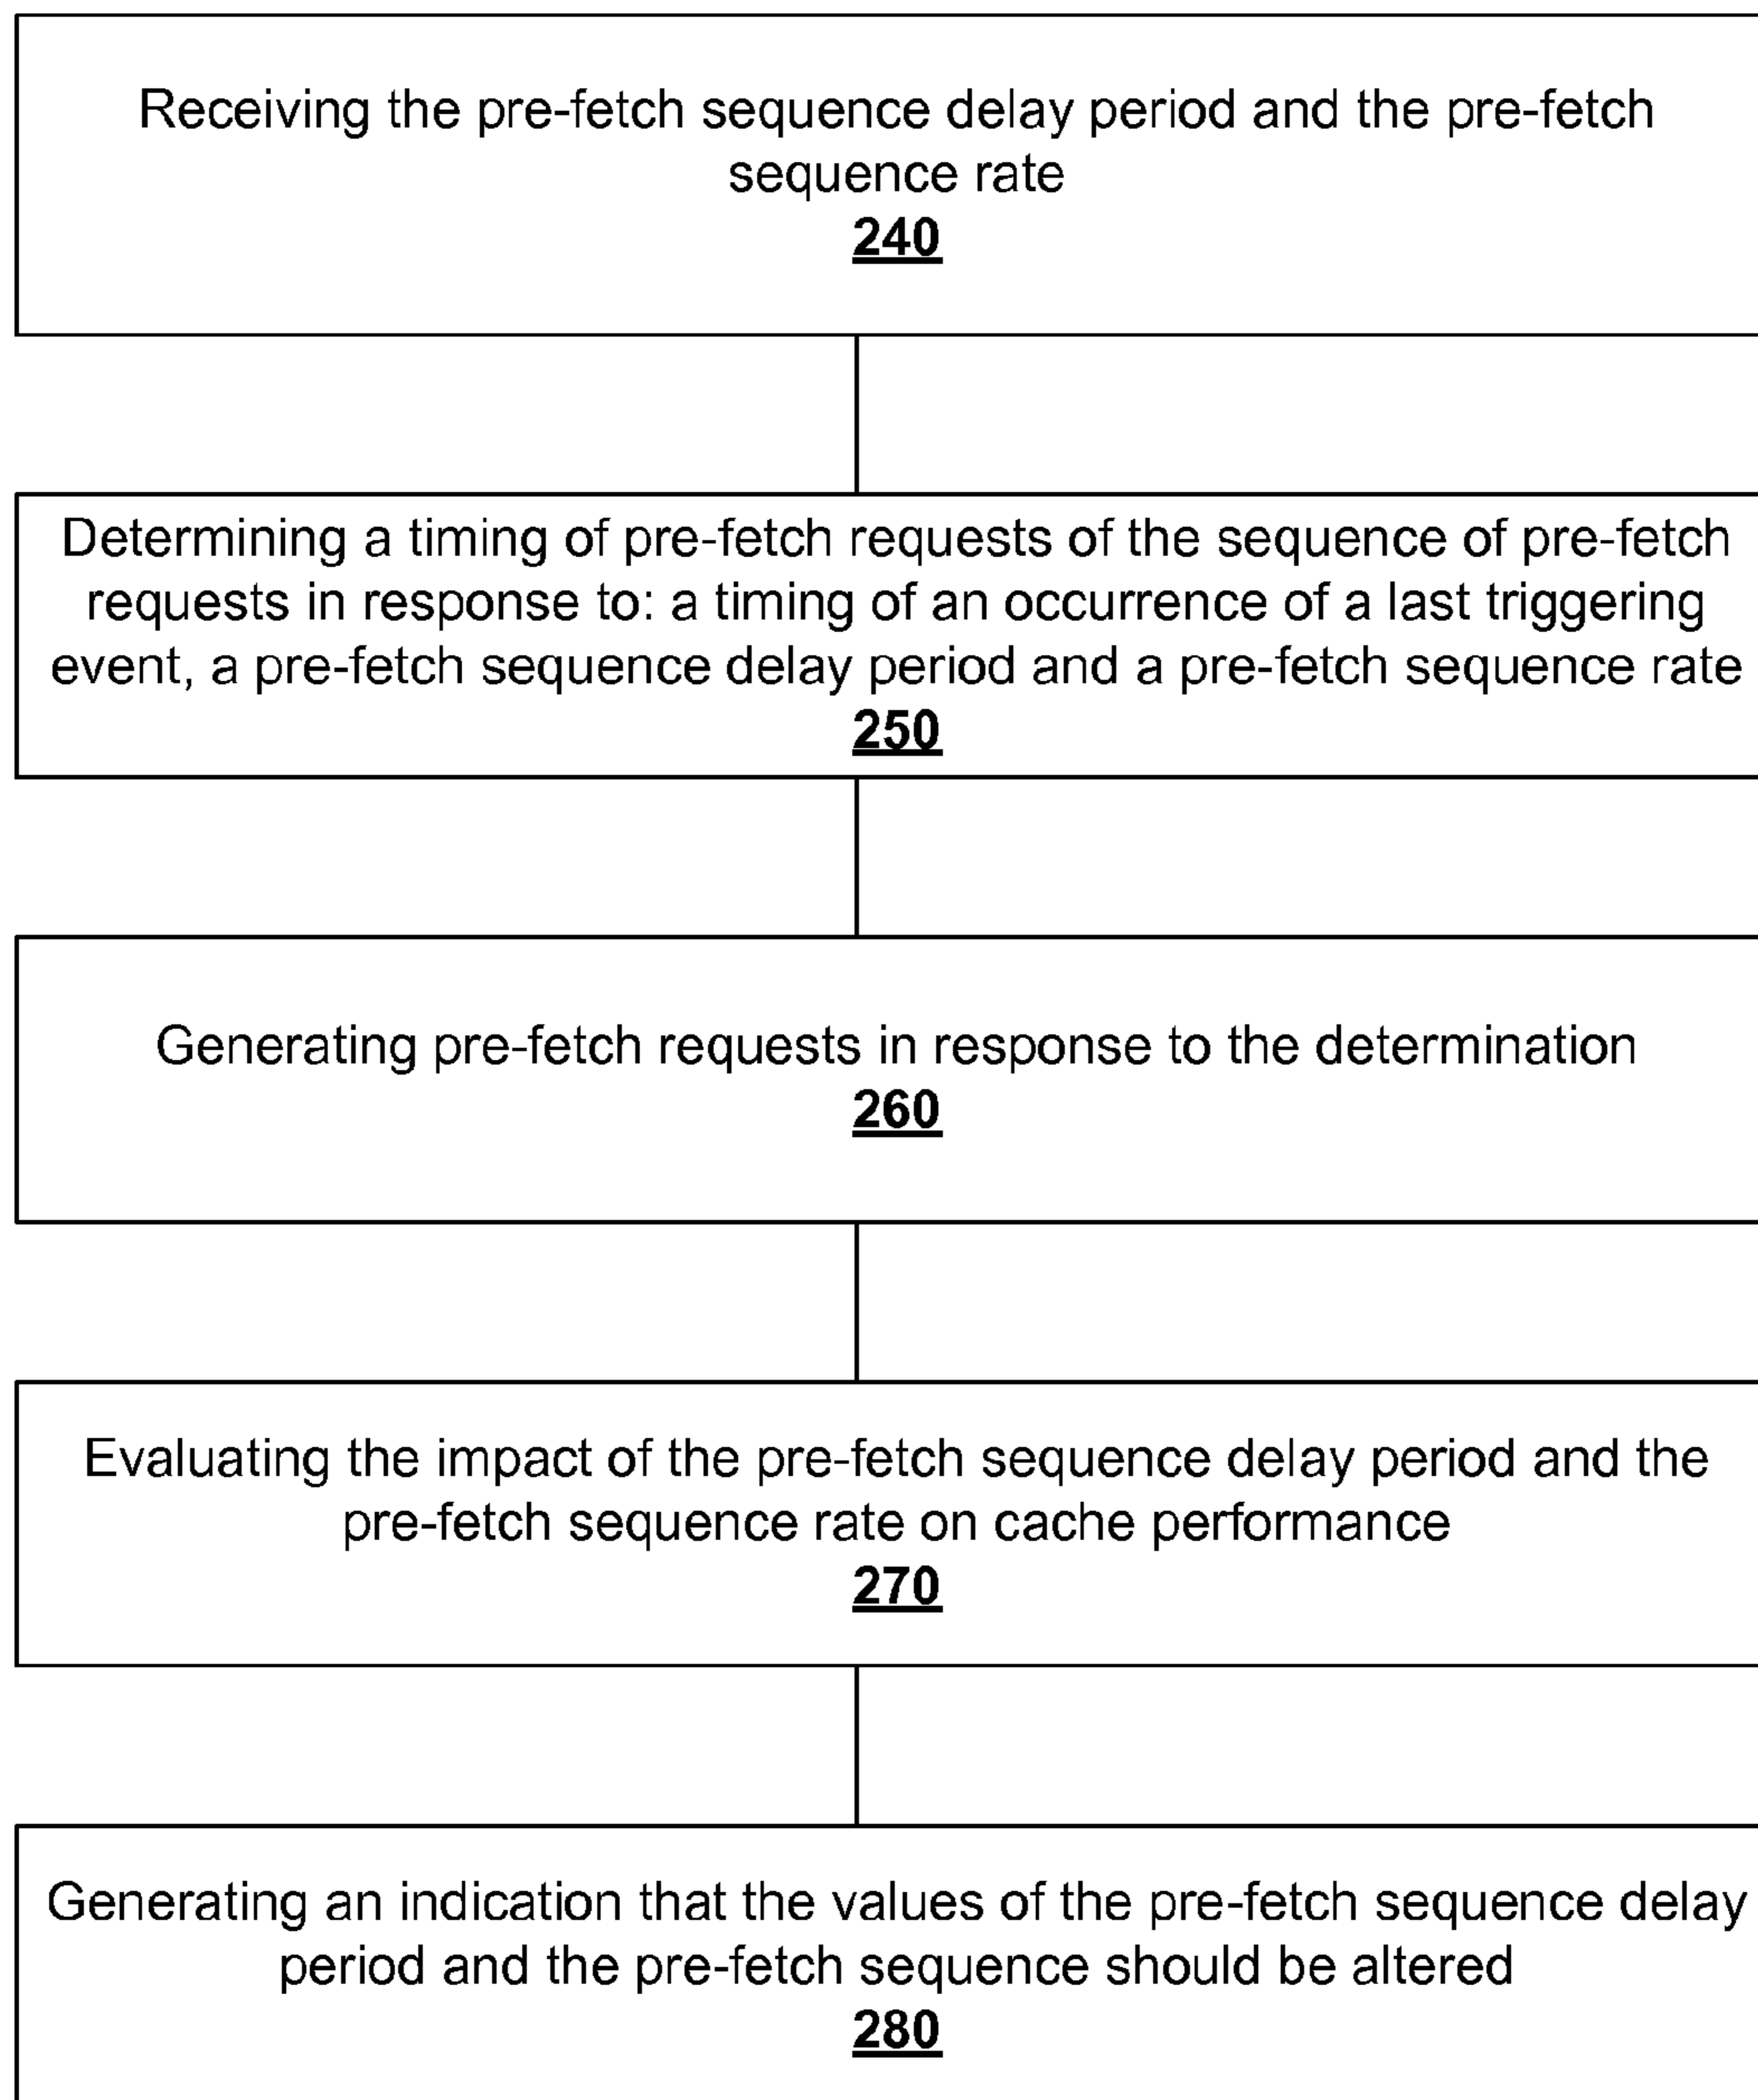 Receiving the pre-fetch sequence delay period and the pre-fetch
sequence rate
240
Determining a timing of pre-fetch requests of the sequence of pre-fetch
requests in response to: a timing of an occurrence of a last triggering
event, a pre-fetch sequence delay period and a pre-fetch sequence rate
250
Generating pre-fetch requests in response to the determination
260
Evaluating the impact of the pre-fetch sequence delay period and the
pre-fetch sequence rate on cache performance
270
Generating an indication that the values of the pre-fetch sequence delay
period and the pre-fetch sequence should be altered
280